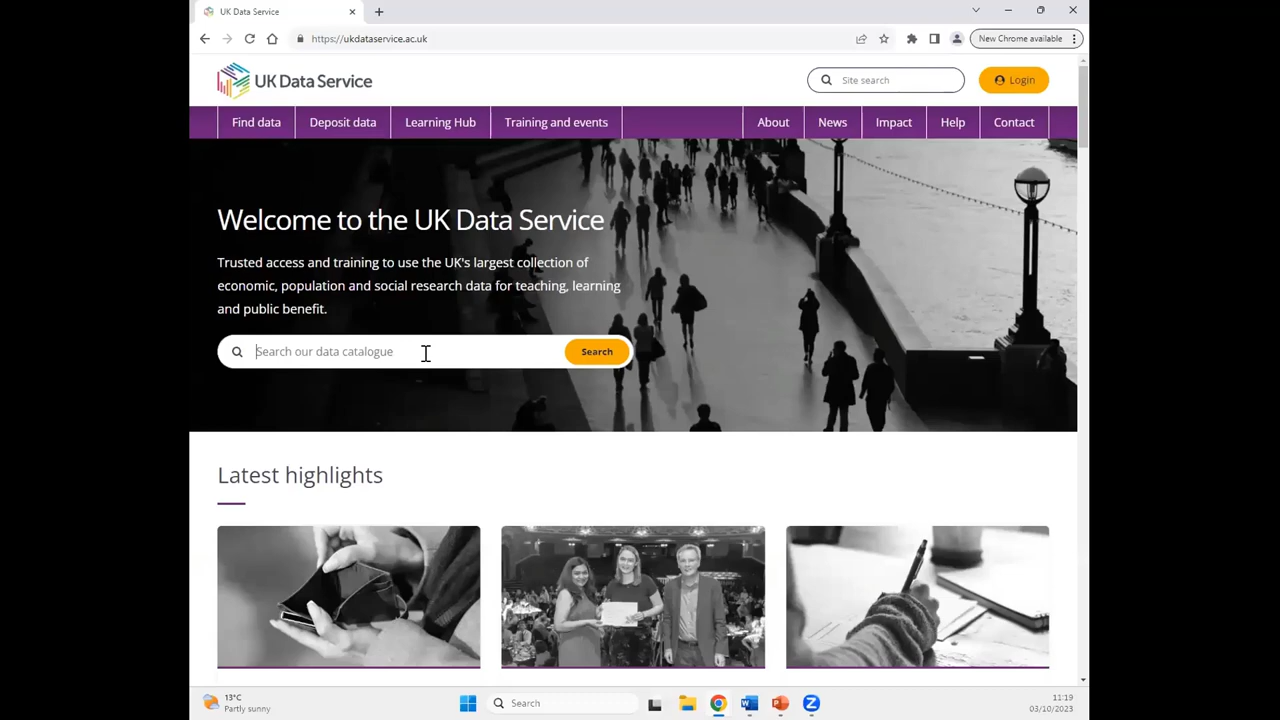 UK Data Service
https://ukdataservice.ac.uk
New Chrome available
UK Data Service
Site search
Login
Find data
Deposit data
Learning Hub
Training and events
About
News
Impact
Help
Contact
Welcome to the UK Data Service
Trusted access and training to use the UK's largest collection of
economic, population and social research data for teaching, learning
and public benefit.
Search our data catalogue
Search
Latest highlights
13°C
Partly sunny
Search
11:19
03/10/2023